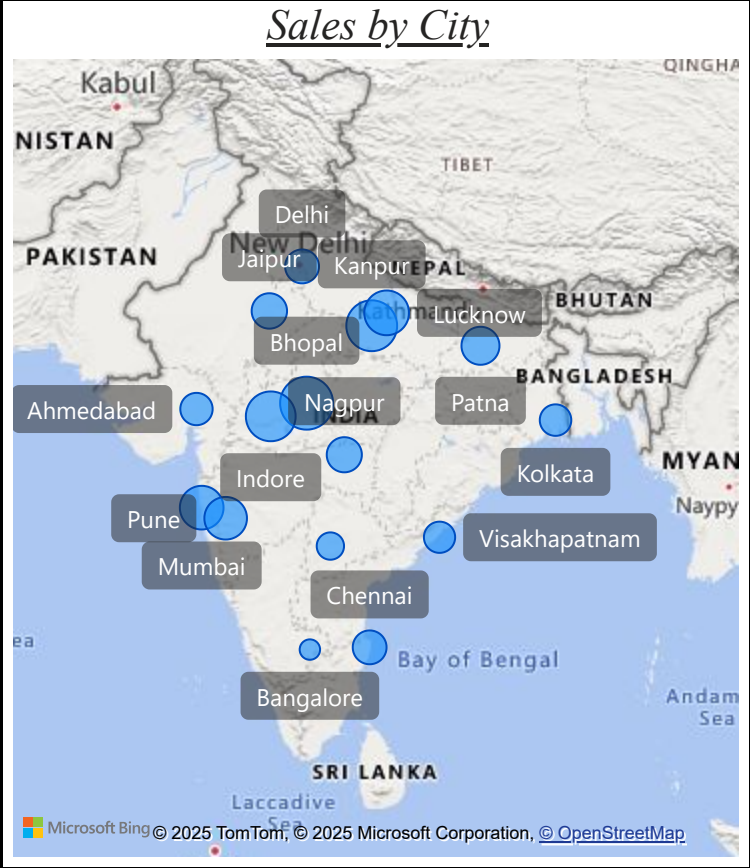 Sales by City
QINGHA
Kabul
NISTAN
TIBET
Delhi
New Delhi
PAKISTAN
Jaipur
Kanpur
NEPAL
Kathmandu
BHUTAN
Lucknow
Bhopal
BANGLADESH
Ahmedabad
Nagpur
Patna
INDIA
MYAN
Kolkata
Indore
Naypy
Pune
Visakhapatnam
Mumbai
Chennai
ea
Bay of Bengal
Bangalore
Andam
Sea
SRI LANKA
Laccadive
Sea
Microsoft Bing
© 2025 TomTom, © 2025 Microsoft Corporation, © OpenStreetMap